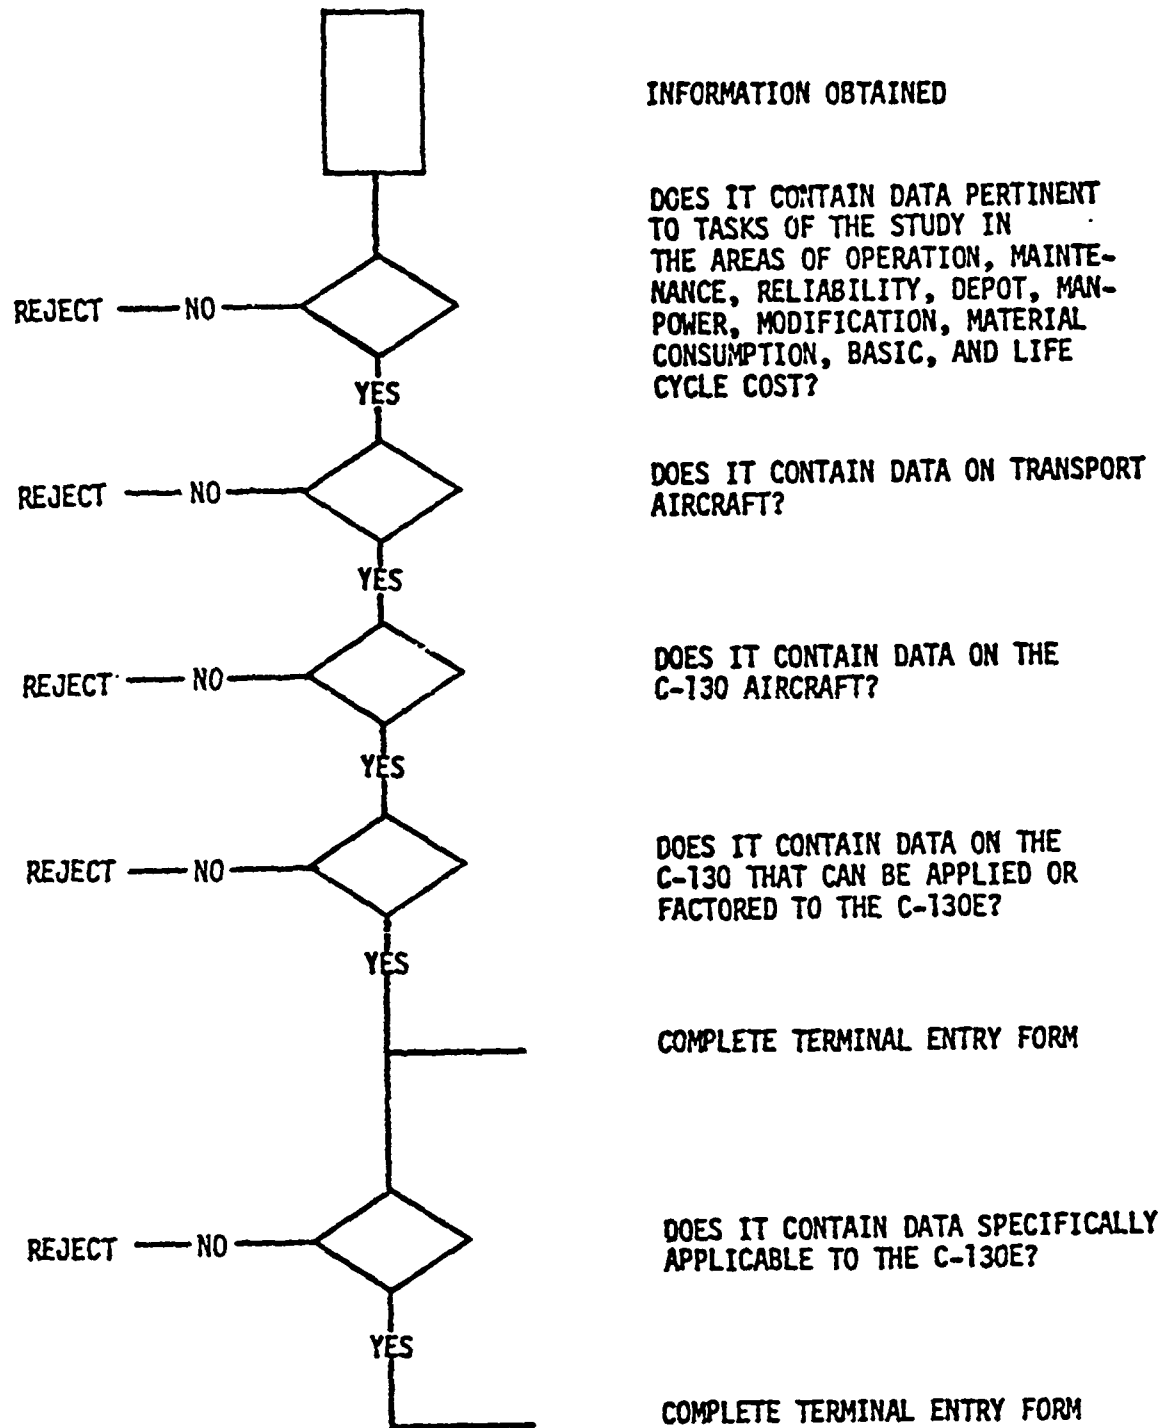 INFORMATION OBTAINED
DOES IT CONTAIN DATA PERTINENT
TO TASKS OF THE STUDY IN
THE AREAS OF OPERATION, MAINTE-
NANCE, RELIABILITY, DEPOT, MAN-
POWER, MODIFICATION, MATERIAL
CONSUMPTION, BASIC, AND LIFE
CYCLE COST?
REJECT NO
YES
DOES IT CONTAIN DATA ON TRANSPORT
AIRCRAFT?
REJECT NO
YES
DOES IT CONTAIN DATA ON THE
C-130 AIRCRAFT?
REJECT NO
YES
DOES IT CONTAIN DATA ON THE
C-130 THAT CAN BE APPLIED OR
FACTORED TO THE C-130E?
REJECT NO
YES
COMPLETE TERMINAL ENTRY FORM
DOES IT CONTAIN DATA SPECIFICALLY
APPLICABLE TO THE C-130E?
REJECT NO
YES
COMPLETE TERMINAL ENTRY FORM